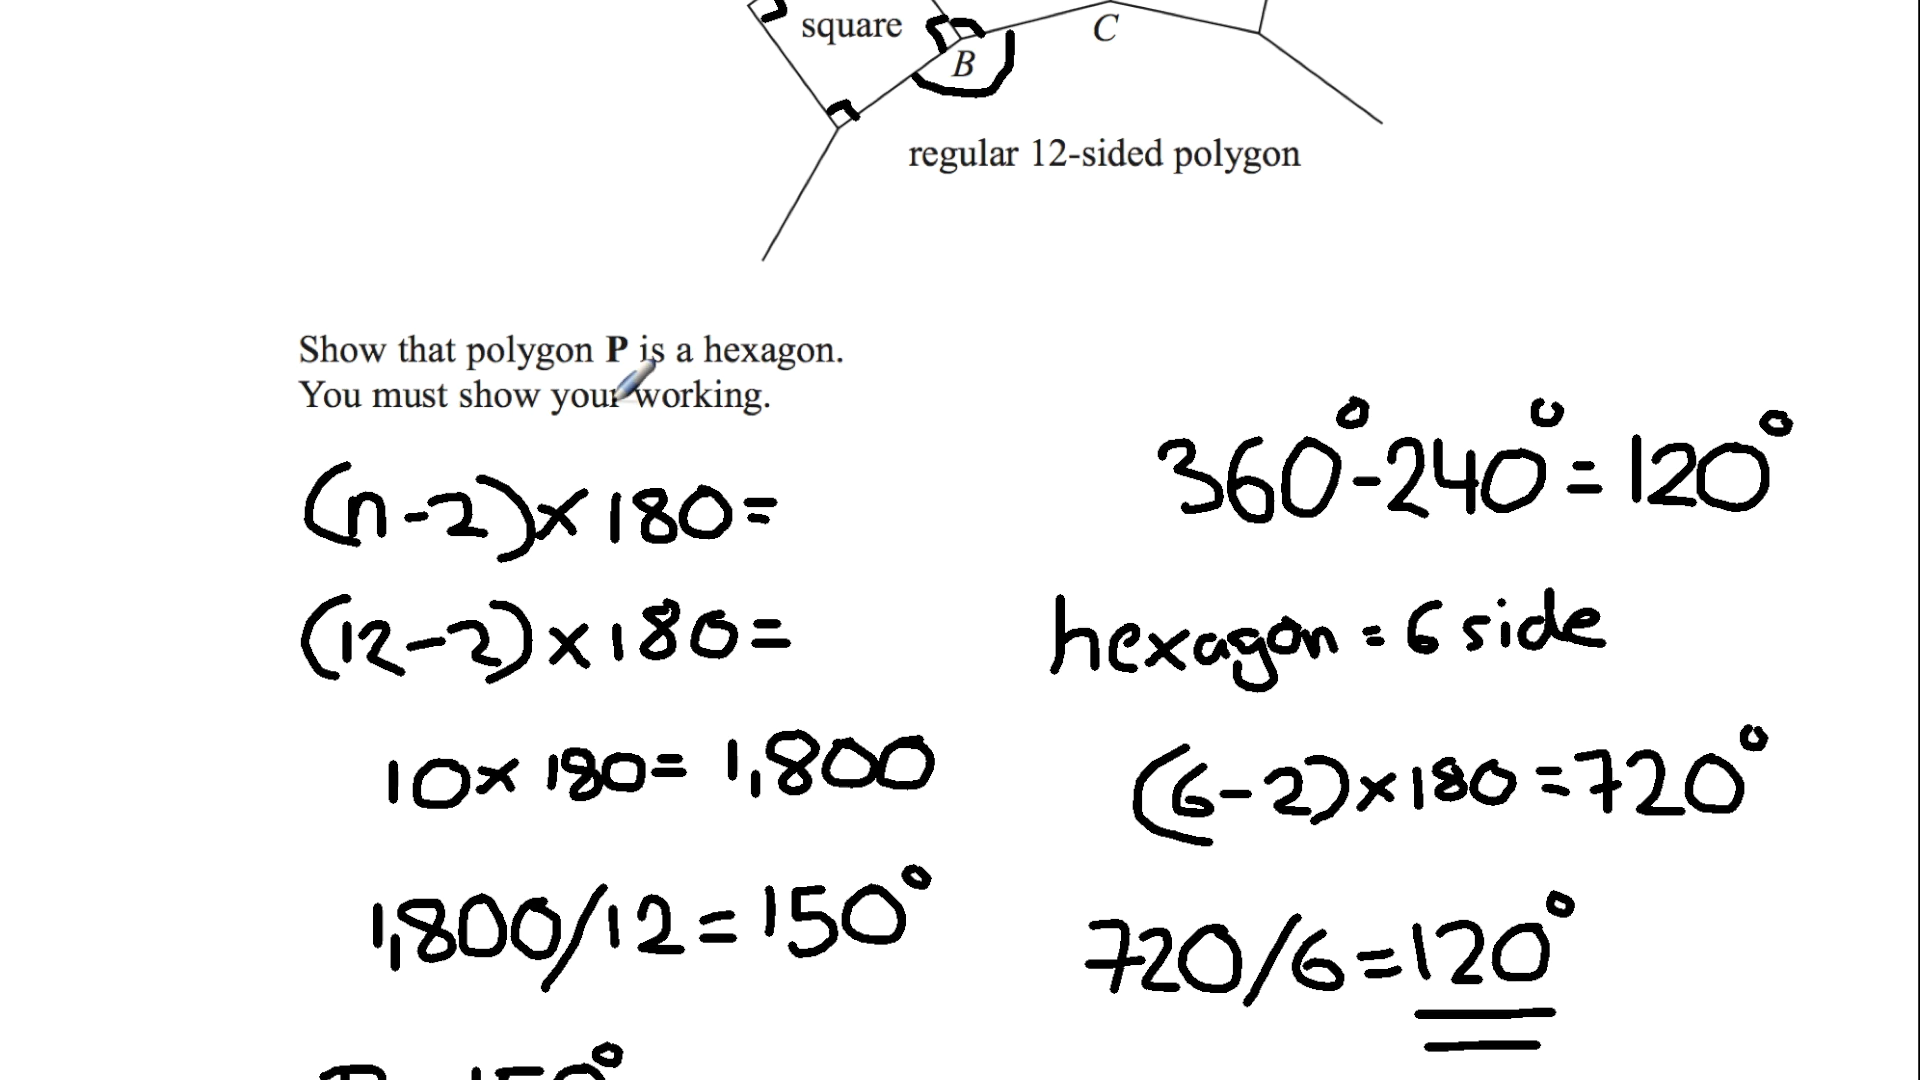 square
C
B
regular 12-sided polygon
Show that polygon P is a hexagon.
You must show your working.
(n-2)×180=
(12-2)×180=
10×180=1,800
1,800/12=150°
360°-240°=120°
hexagon=6 side
(6-2)×180=720°
720/6=120°